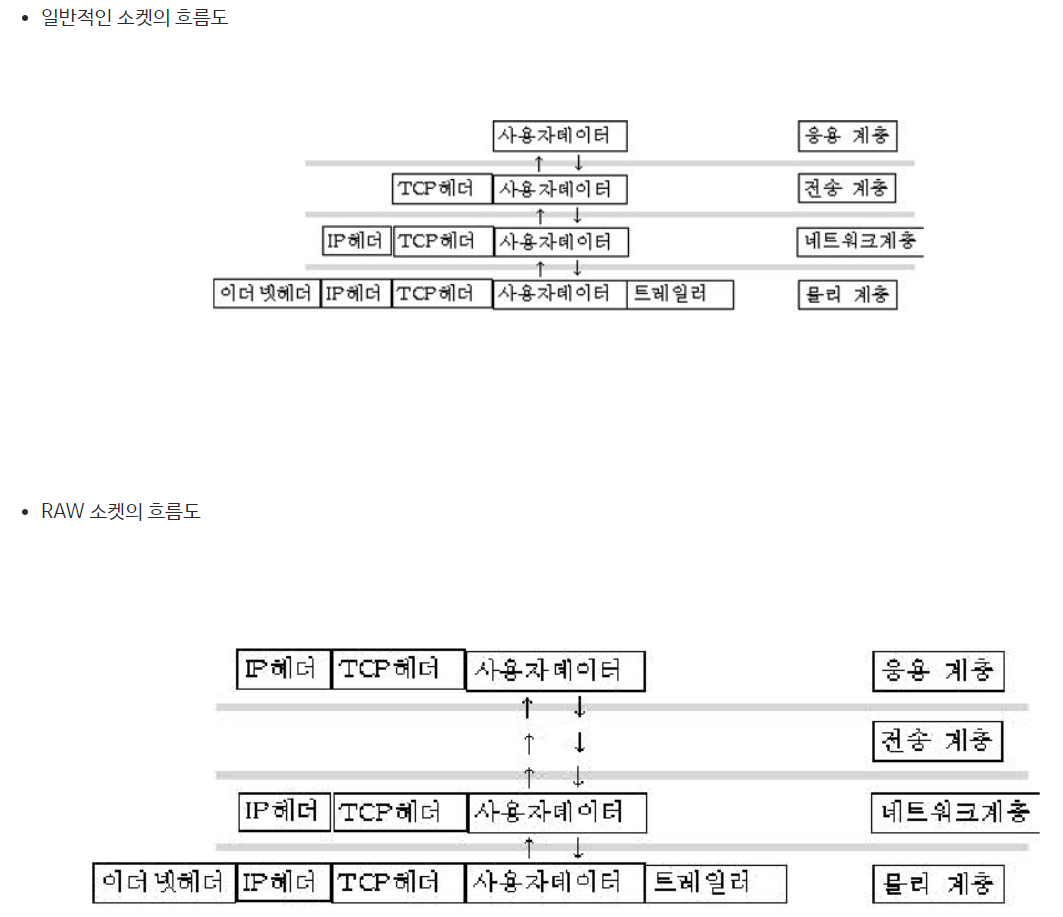 일반적인 소켓의 흐름도
사용자데이터 응용 계층
↑ ↓
TCP헤더 사용자데이터 전송 계층
↑ ↓
IP헤더 TCP헤더 사용자데이터 네트워크계층
↑ ↓
이더넷헤더 IP헤더 TCP헤더 사용자데이터 트레일러 물리 계층
RAW 소켓의 흐름도
IP헤더 TCP헤더 사용자데이터 응용 계층
↑ ↓
↑ ↓ 전송 계층
↑ ↓
IP헤더 TCP헤더 사용자데이터 네트워크계층
↑ ↓
이더넷헤더 IP헤더 TCP헤더 사용자데이터 트레일러 물리 계층